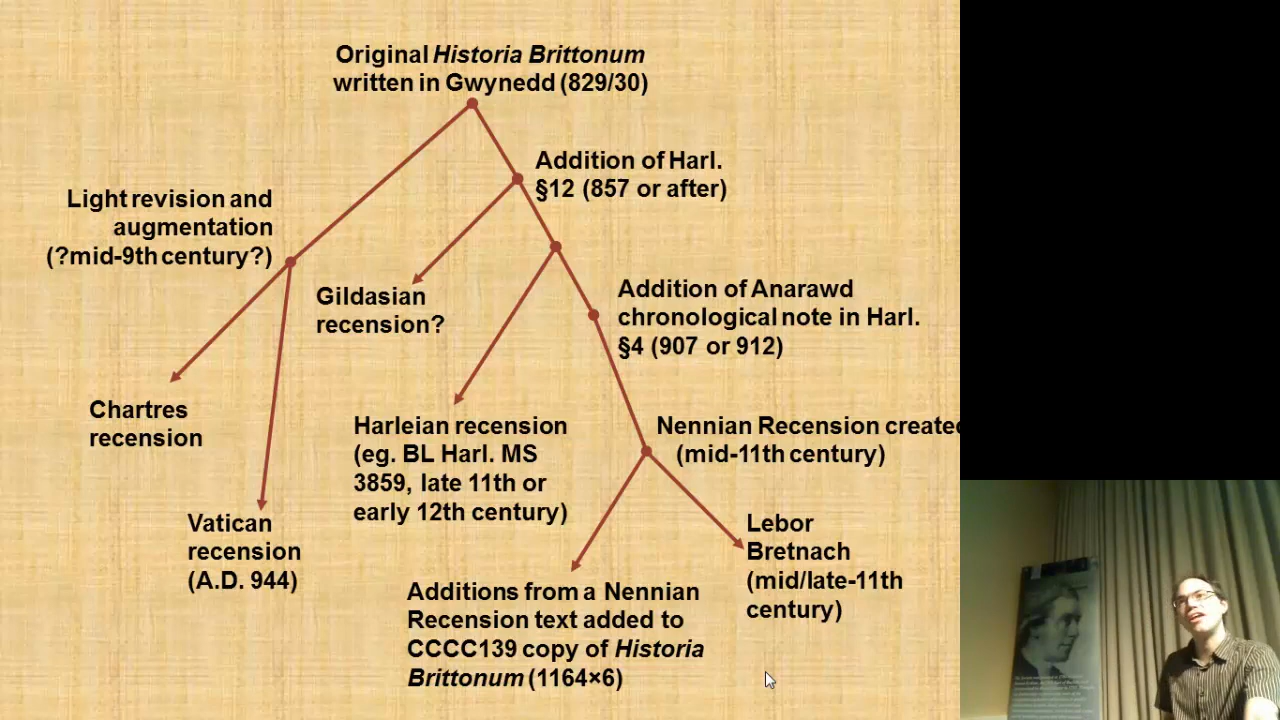 Original Historia Brittonum
written in Gwynedd (829/30)
Addition of Harl.
§12 (857 or after)
Light revision and
augmentation
(?mid-9th century?)
Gildasian
recension?
Addition of Anarawd
chronological note in Harl.
§4 (907 or 912)
Chartres
recension
Harleian recension
(eg. BL Harl. MS
3859, late 11th or
early 12th century)
Nennian Recension create
(mid-11th century)
Vatican
recension
(A.D. 944)
Lebor
Bretnach
(mid/late-11th
century)
Additions from a Nennian
Recension text added to
CCCC139 copy of Historia
Brittonum (1164×6)